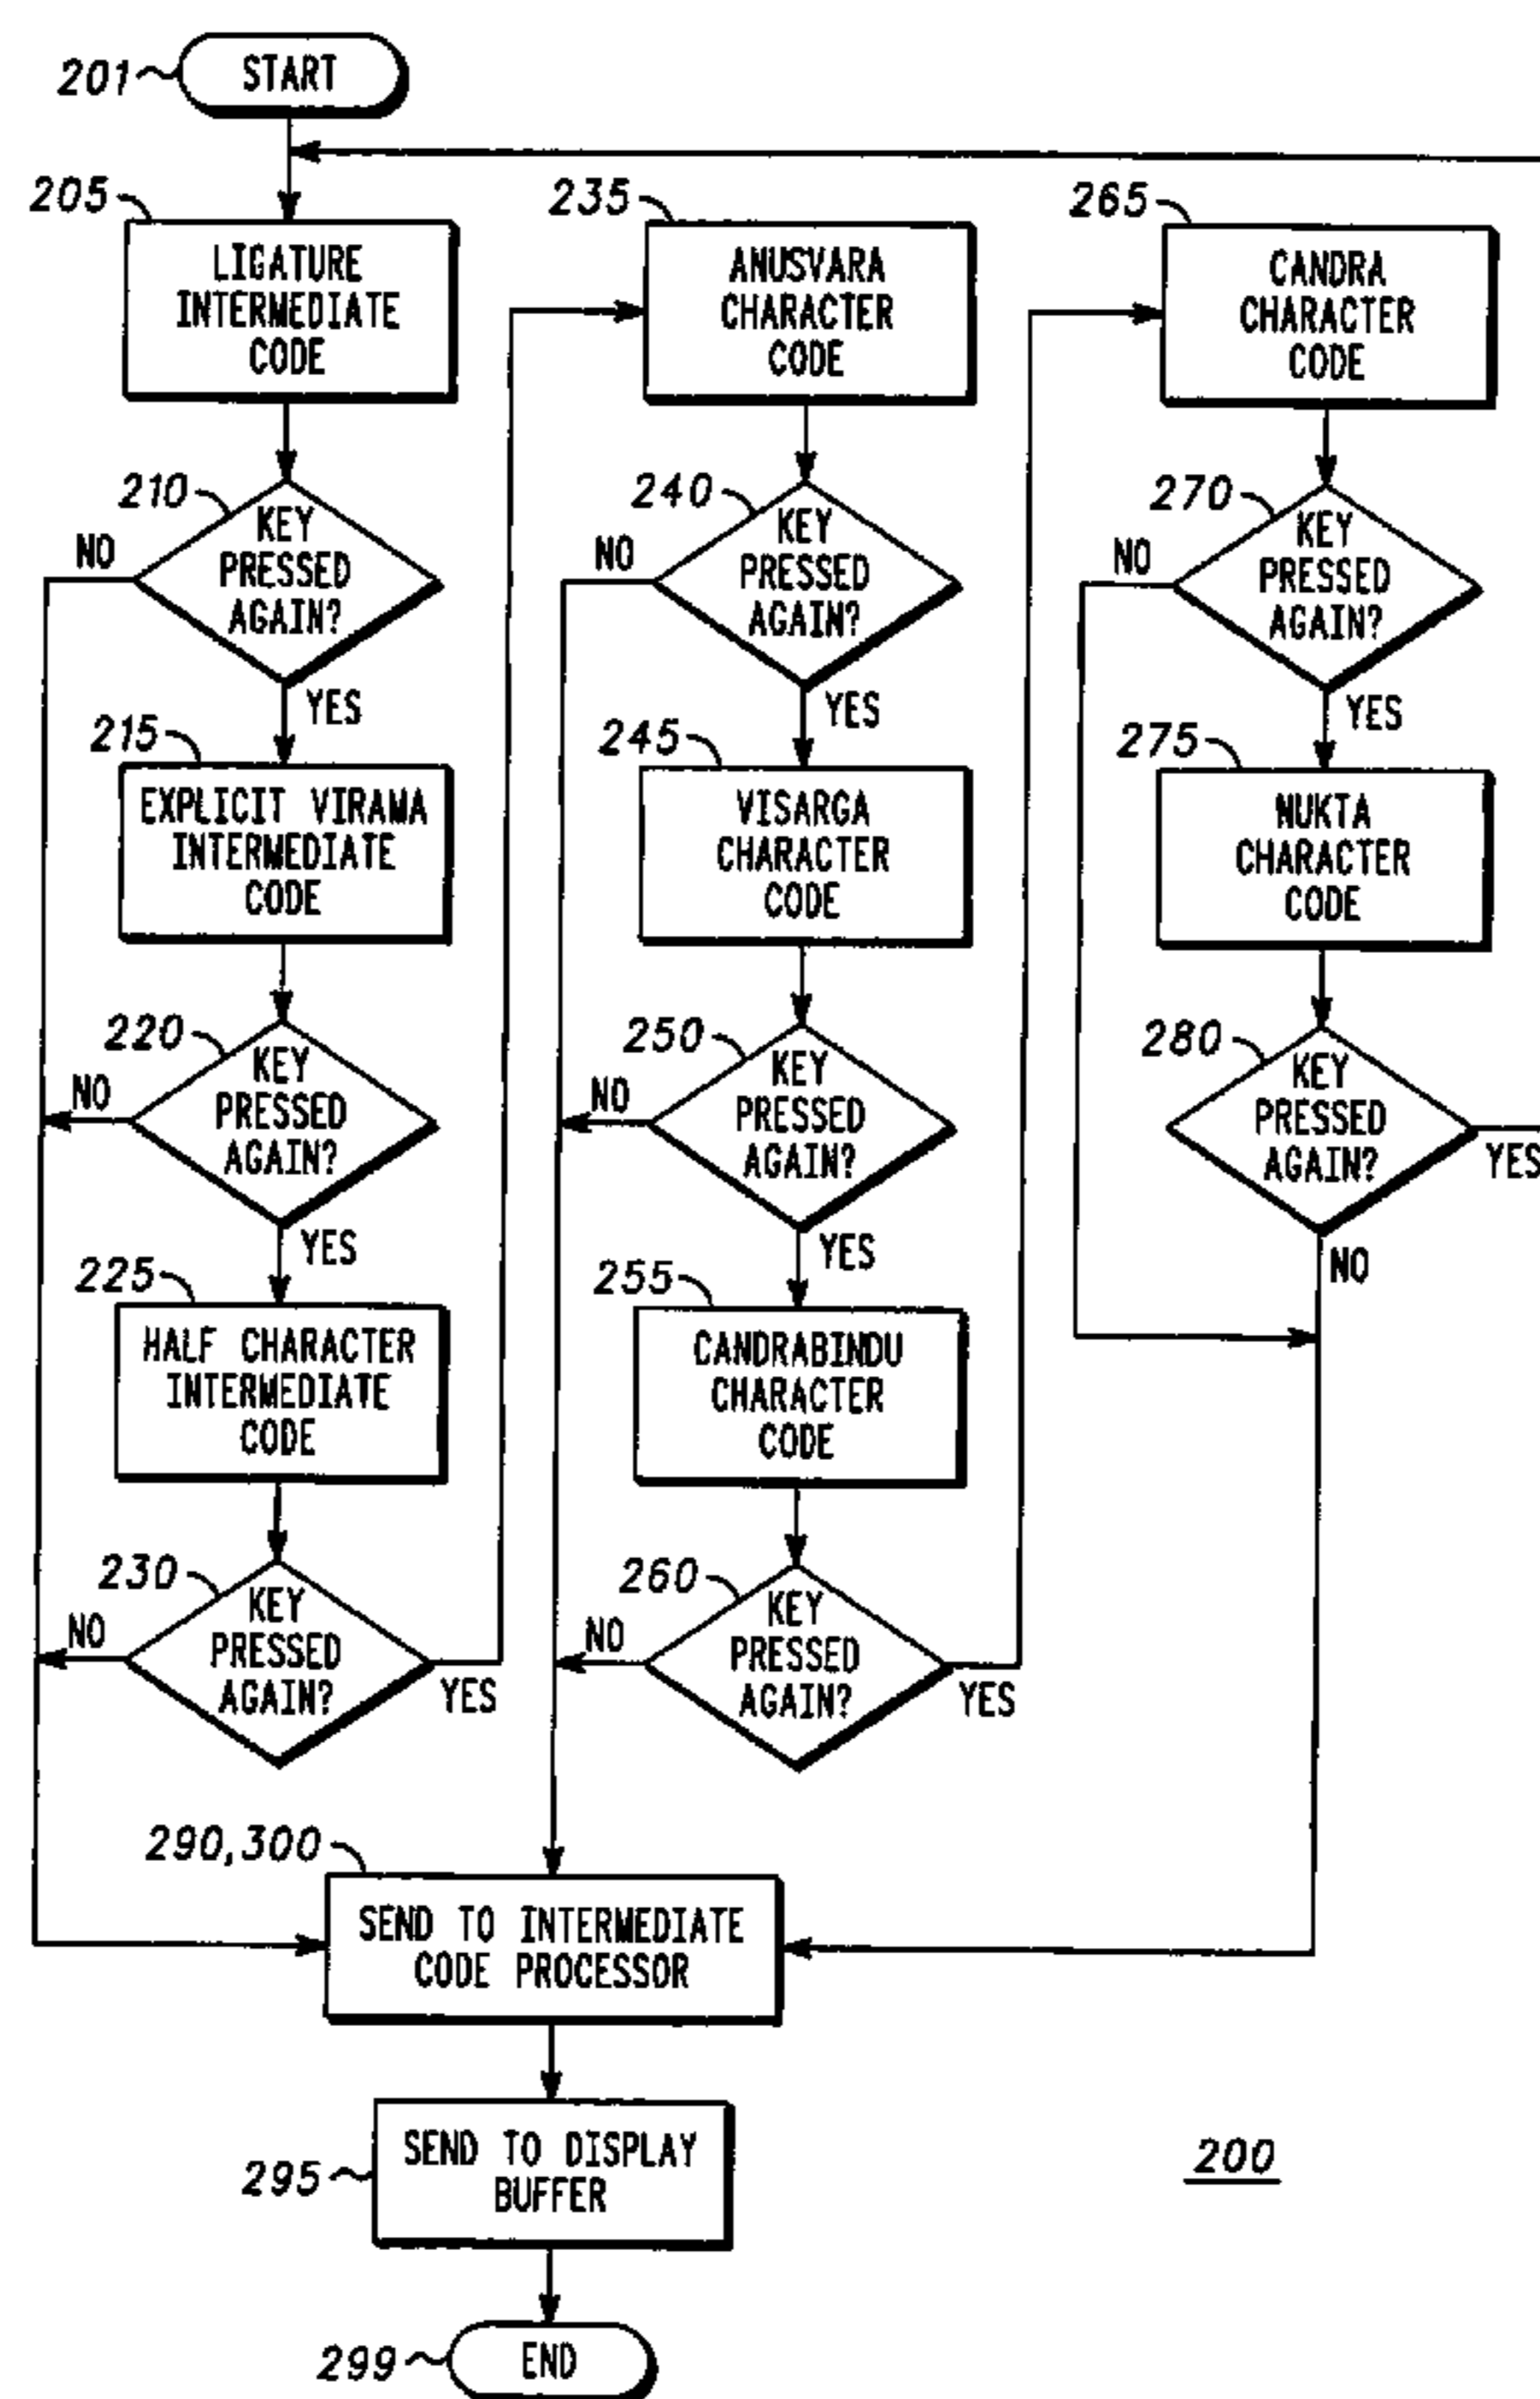 201
START
205
LIGATURE
INTERMEDIATE
CODE
210
KEY
PRESSED
AGAIN?
NO
YES
215
EXPLICIT VIRAMA
INTERMEDIATE
CODE
220
KEY
PRESSED
AGAIN?
NO
YES
225
HALF CHARACTER
INTERMEDIATE
CODE
230
KEY
PRESSED
AGAIN?
NO
YES
235
ANUSVARA
CHARACTER
CODE
240
KEY
PRESSED
AGAIN?
NO
YES
245
VISARGA
CHARACTER
CODE
250
KEY
PRESSED
AGAIN?
NO
YES
255
CANDRABINDU
CHARACTER
CODE
260
KEY
PRESSED
AGAIN?
NO
YES
265
CANDRA
CHARACTER
CODE
270
KEY
PRESSED
AGAIN?
NO
YES
275
NUKTA
CHARACTER
CODE
280
KEY
PRESSED
AGAIN?
YES
NO
290,300
SEND TO INTERMEDIATE
CODE PROCESSOR
295
SEND TO DISPLAY
BUFFER
200
299
END